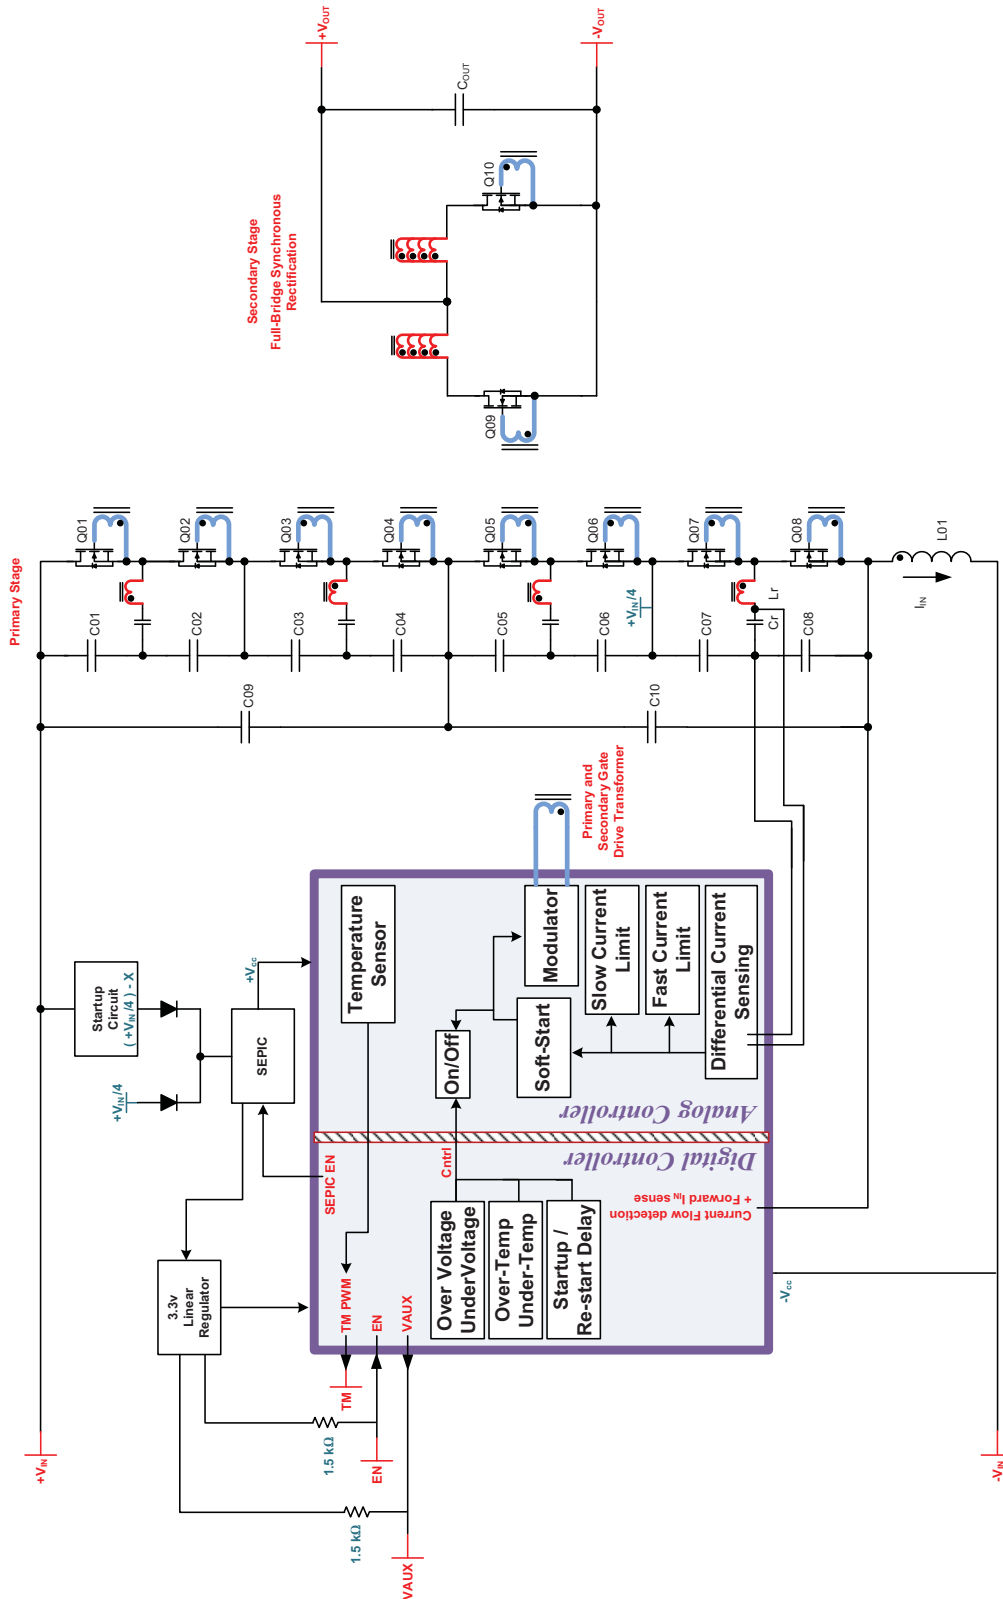 +VIN
-VIN
VAUX
1.5 kΩ
EN
1.5 kΩ
TM
3.3v
Linear
Regulator
TM PWM
EN
VAUX
SEPIC EN
Over Voltage
UnderVoltage
Over-Temp
Under-Temp
Startup /
Re-start Delay
Cntrl
Current Flow detection
+ Forward IIN sense
Digital Controller
Analog Controller
-Vcc
+VIN/4
Startup
Circuit
( +VIN /4 ) - X
SEPIC
+Vcc
Temperature
Sensor
On/Off
Soft-Start
Modulator
Slow Current
Limit
Fast Current
Limit
Differential Current
Sensing
Primary and
Secondary Gate
Drive Transformer
Primary Stage
C09
C10
C01
C02
C03
C04
C05
C06
C07
C08
+VIN/4
Cr
Lr
Q01
Q02
Q03
Q04
Q05
Q06
Q07
Q08
IIN
L01
Secondary Stage
Full-Bridge Synchronous
Rectification
Q09
Q10
COUT
+VOUT
-VOUT